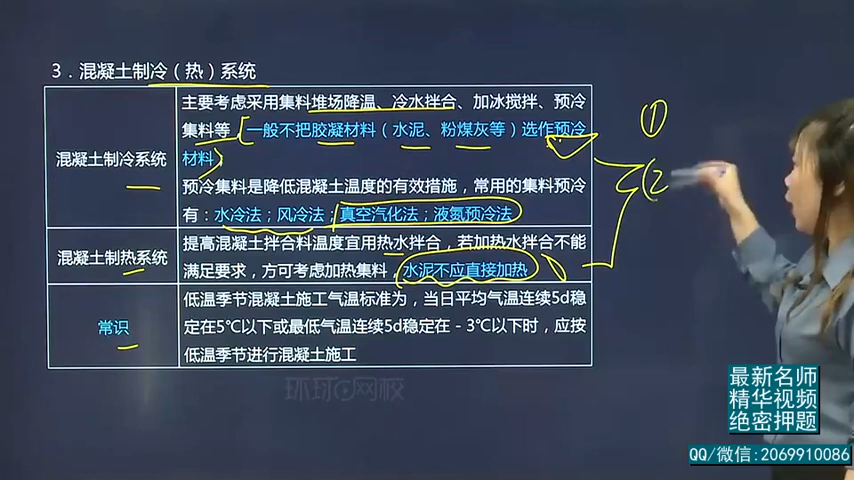 3．混凝土制冷（热）系统
混凝土制冷系统
主要考虑采用集料堆场降温、冷水拌合、加冰搅拌、预冷
集料等（一般不把胶凝材料（水泥、粉煤灰等）选作预冷
材料）
预冷集料是降低混凝土温度的有效措施，常用的集料预冷
有：水冷法；风冷法；真空汽化法；液氨预冷法
混凝土制热系统
提高混凝土拌合料温度宜用热水拌合，若加热水拌合不能
满足要求，方可考虑加热集料，水泥不应直接加热
常识
低温季节混凝土施工气温标准为，当日平均气温连续5d稳
定在5℃以下或最低气温连续5d稳定在－3℃以下时，应按
低温季节进行混凝土施工
①
(2
环球网校
最新名师
精华视频
绝密押题
QQ/微信:2069910086